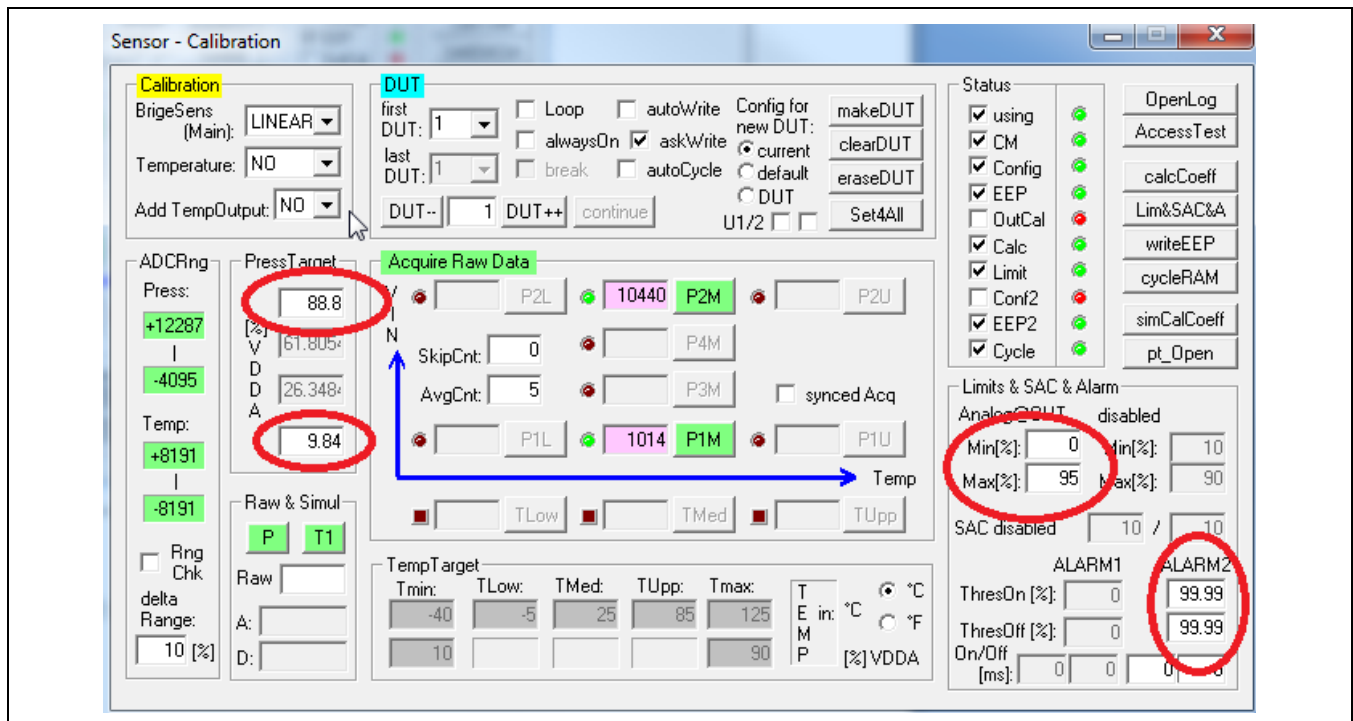 Sensor - Calibration
Calibration
BrigeSens
(Main): LINEAR
Temperature: NO
Add TempOutput: NO
DUT
first
DUT: 1
last
DUT: 1
Loop autoWrite
alwaysOn askWrite
break autoCycle
Config for
new DUT:
current
default
DUT
makeDUT
clearDUT
eraseDUT
DUT-- 1 DUT++ continue U1/2 Set4All
Status
using
CM
Config
EEP
OutCal
Calc
Limit
Conf2
EEP2
Cycle
OpenLog
AccessTest
calcCoeff
Lim&SAC&A
writeEEP
cycleRAM
simCalCoeff
pt_Open
ADCRng
Press:
+12287
|
-4095
Temp:
+8191
|
-8191
Rng
Chk
delta
Range:
10 [%]
PressTarget
88.8
[%]
V
D
D
A
61.8054
26.3484
9.84
Raw & Simul
P T1
Raw
A:
D:
Acquire Raw Data
V
I
N
P2L 10440 P2M P2U
SkipCnt: 0 P4M
AvgCnt: 5 P3M synced Acq
P1L 1014 P1M P1U
Temp
TLow TMed TUpp
TempTarget
Tmin: TLow: TMed: TUpp: Tmax:
-40 -5 25 85 125
10 90
T
E
M
P
in: °C
°C
°F
[%] VDDA
Limits & SAC & Alarm
Analog@OUT disabled
Min[%]: 0 Min[%]: 10
Max[%]: 95 Max[%]: 90
SAC disabled 10 / 10
ALARM1 ALARM2
ThresOn [%]: 0 99.99
ThresOff [%]: 0 99.99
On/Off
[ms]: 0 0 0